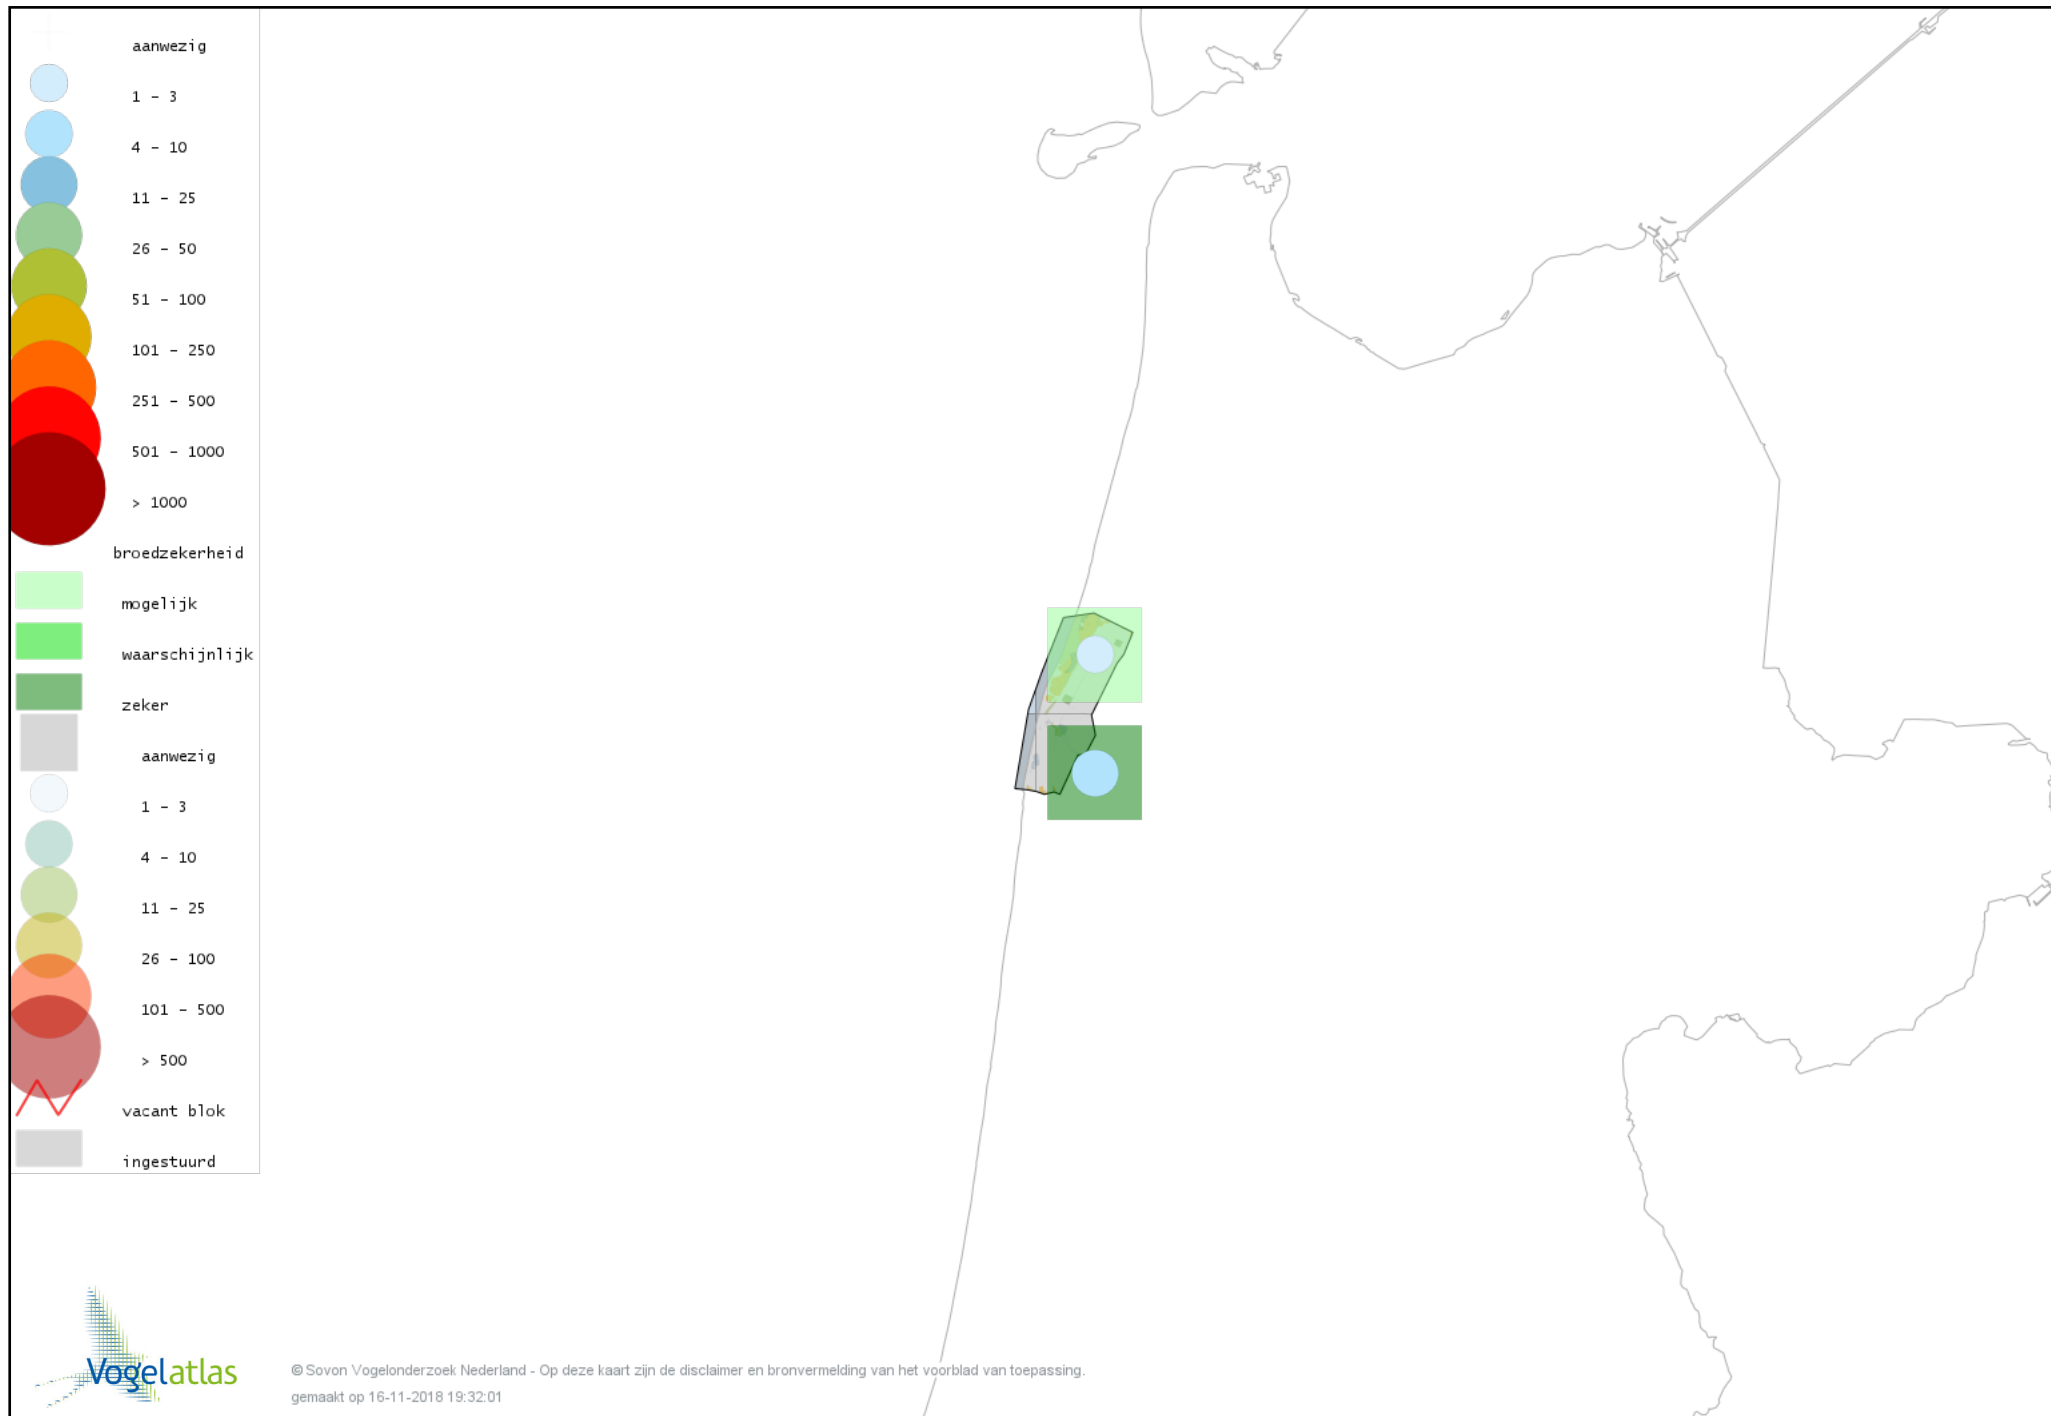 aanwezig
1 - 3
4 - 10
11 - 25
26 - 50
51 - 100
101 - 250
251 - 500
501 - 1000
> 1000
broedzekerheid
mogelijk
waarschijnlijk
zeker
aanwezig
1 - 3
4 - 10
11 - 25
26 - 100
101 - 500
> 500
vacant blok
ingestuurd
Vogelatlas
© Sovon Vogelonderzoek Nederland - Op deze kaart zijn de disclaimer en bronvermelding van het voorblad van toepassing.
gemaakt op 16-11-2018 19:32:01